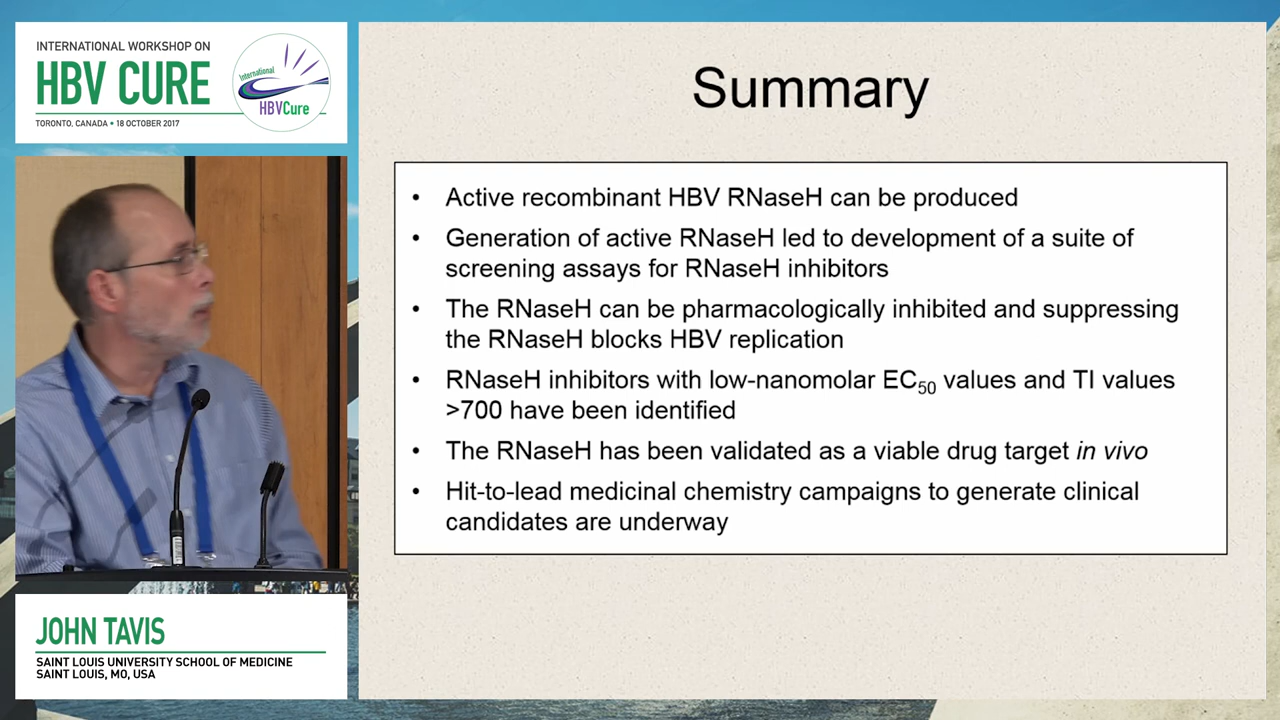 INTERNATIONAL WORKSHOP ON
HBV CURE
TORONTO, CANADA • 18 OCTOBER 2017
International
HBVCure
Summary
• Active recombinant HBV RNaseH can be produced
• Generation of active RNaseH led to development of a suite of
screening assays for RNaseH inhibitors
• The RNaseH can be pharmacologically inhibited and suppressing
the RNaseH blocks HBV replication
• RNaseH inhibitors with low-nanomolar EC50 values and TI values
>700 have been identified
• The RNaseH has been validated as a viable drug target in vivo
• Hit-to-lead medicinal chemistry campaigns to generate clinical
candidates are underway
JOHN TAVIS
SAINT LOUIS UNIVERSITY SCHOOL OF MEDICINE
SAINT LOUIS, MO, USA